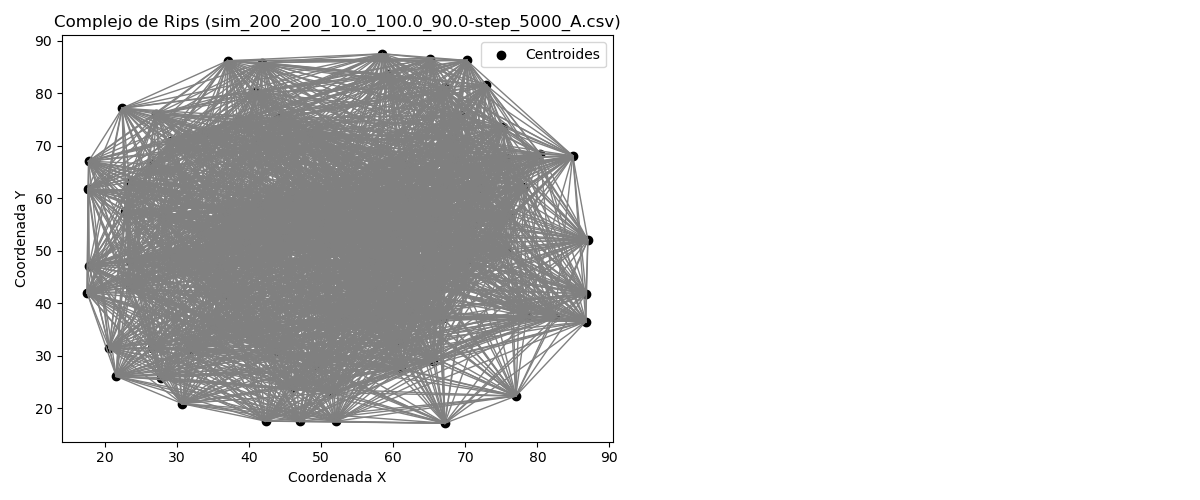 Complejo de Rips (sim_200_200_10.0_100.0_90.0-step_5000_A.csv)
Centroides
90
80
70
60
50
40
30
20
Coordenada Y
20 30 40 50 60 70 80 90
Coordenada X